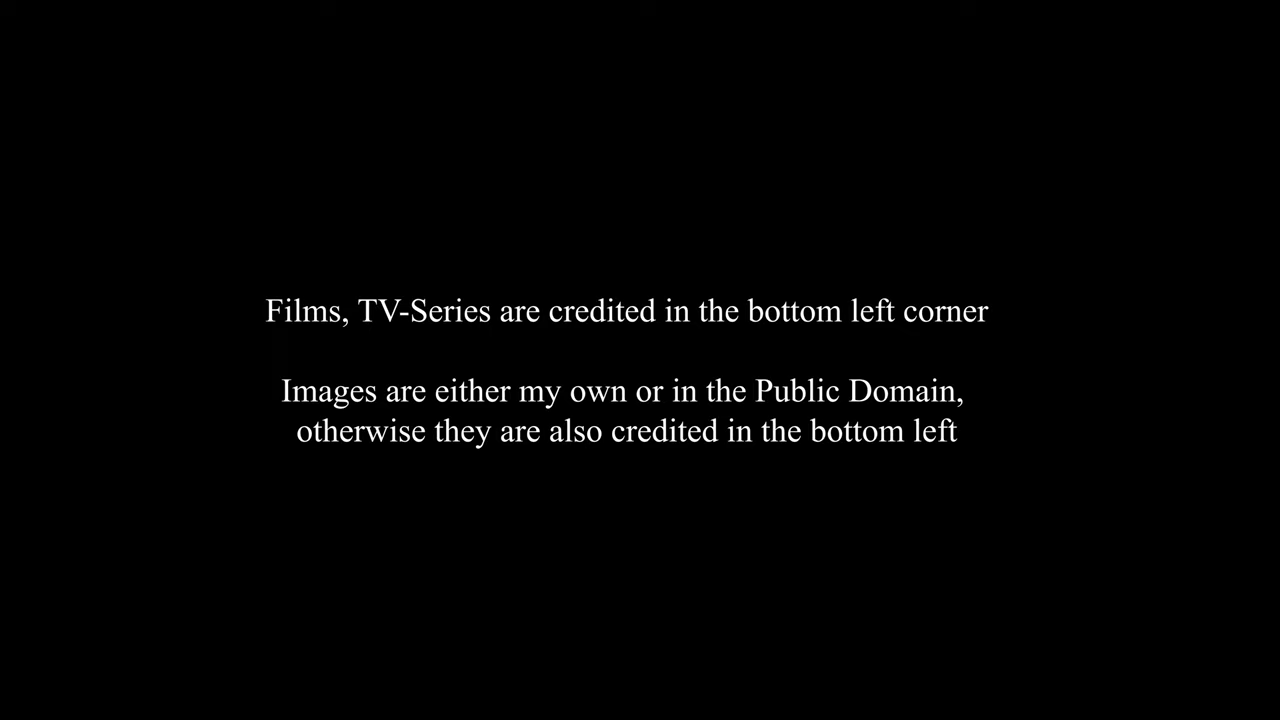 Films, TV-Series are credited in the bottom left corner
Images are either my own or in the Public Domain,
otherwise they are also credited in the bottom left